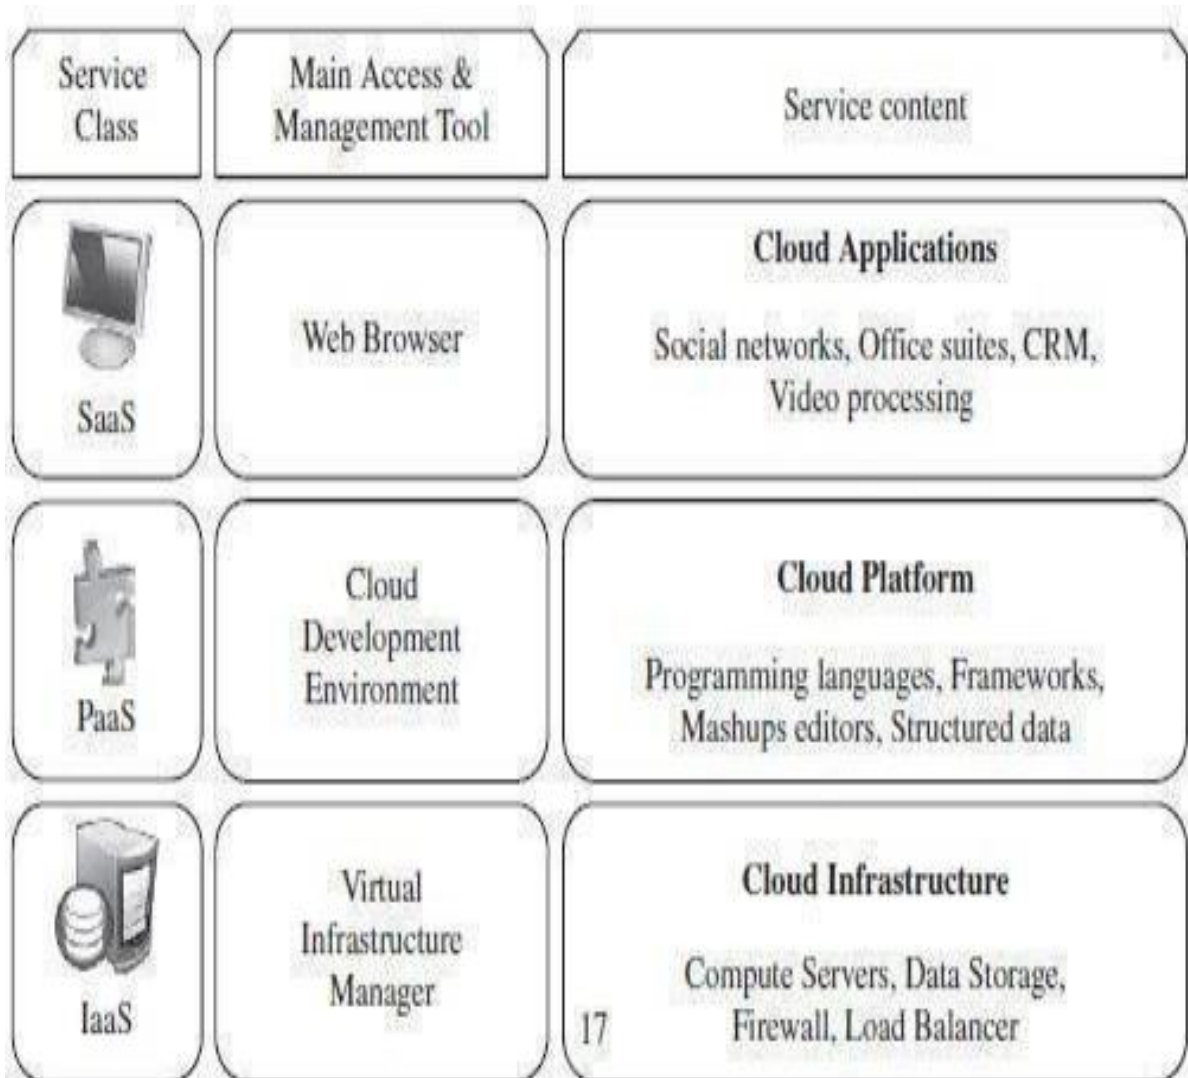 Service
Class
Main Access &
Management Tool
Service content
SaaS
Web Browser
Cloud Applications
Social networks, Office suites, CRM,
Video processing
PaaS
Cloud
Development
Environment
Cloud Platform
Programming languages, Frameworks,
Mashups editors, Structured data
IaaS
Virtual
Infrastructure
Manager
Cloud Infrastructure
Compute Servers, Data Storage,
Firewall, Load Balancer
17